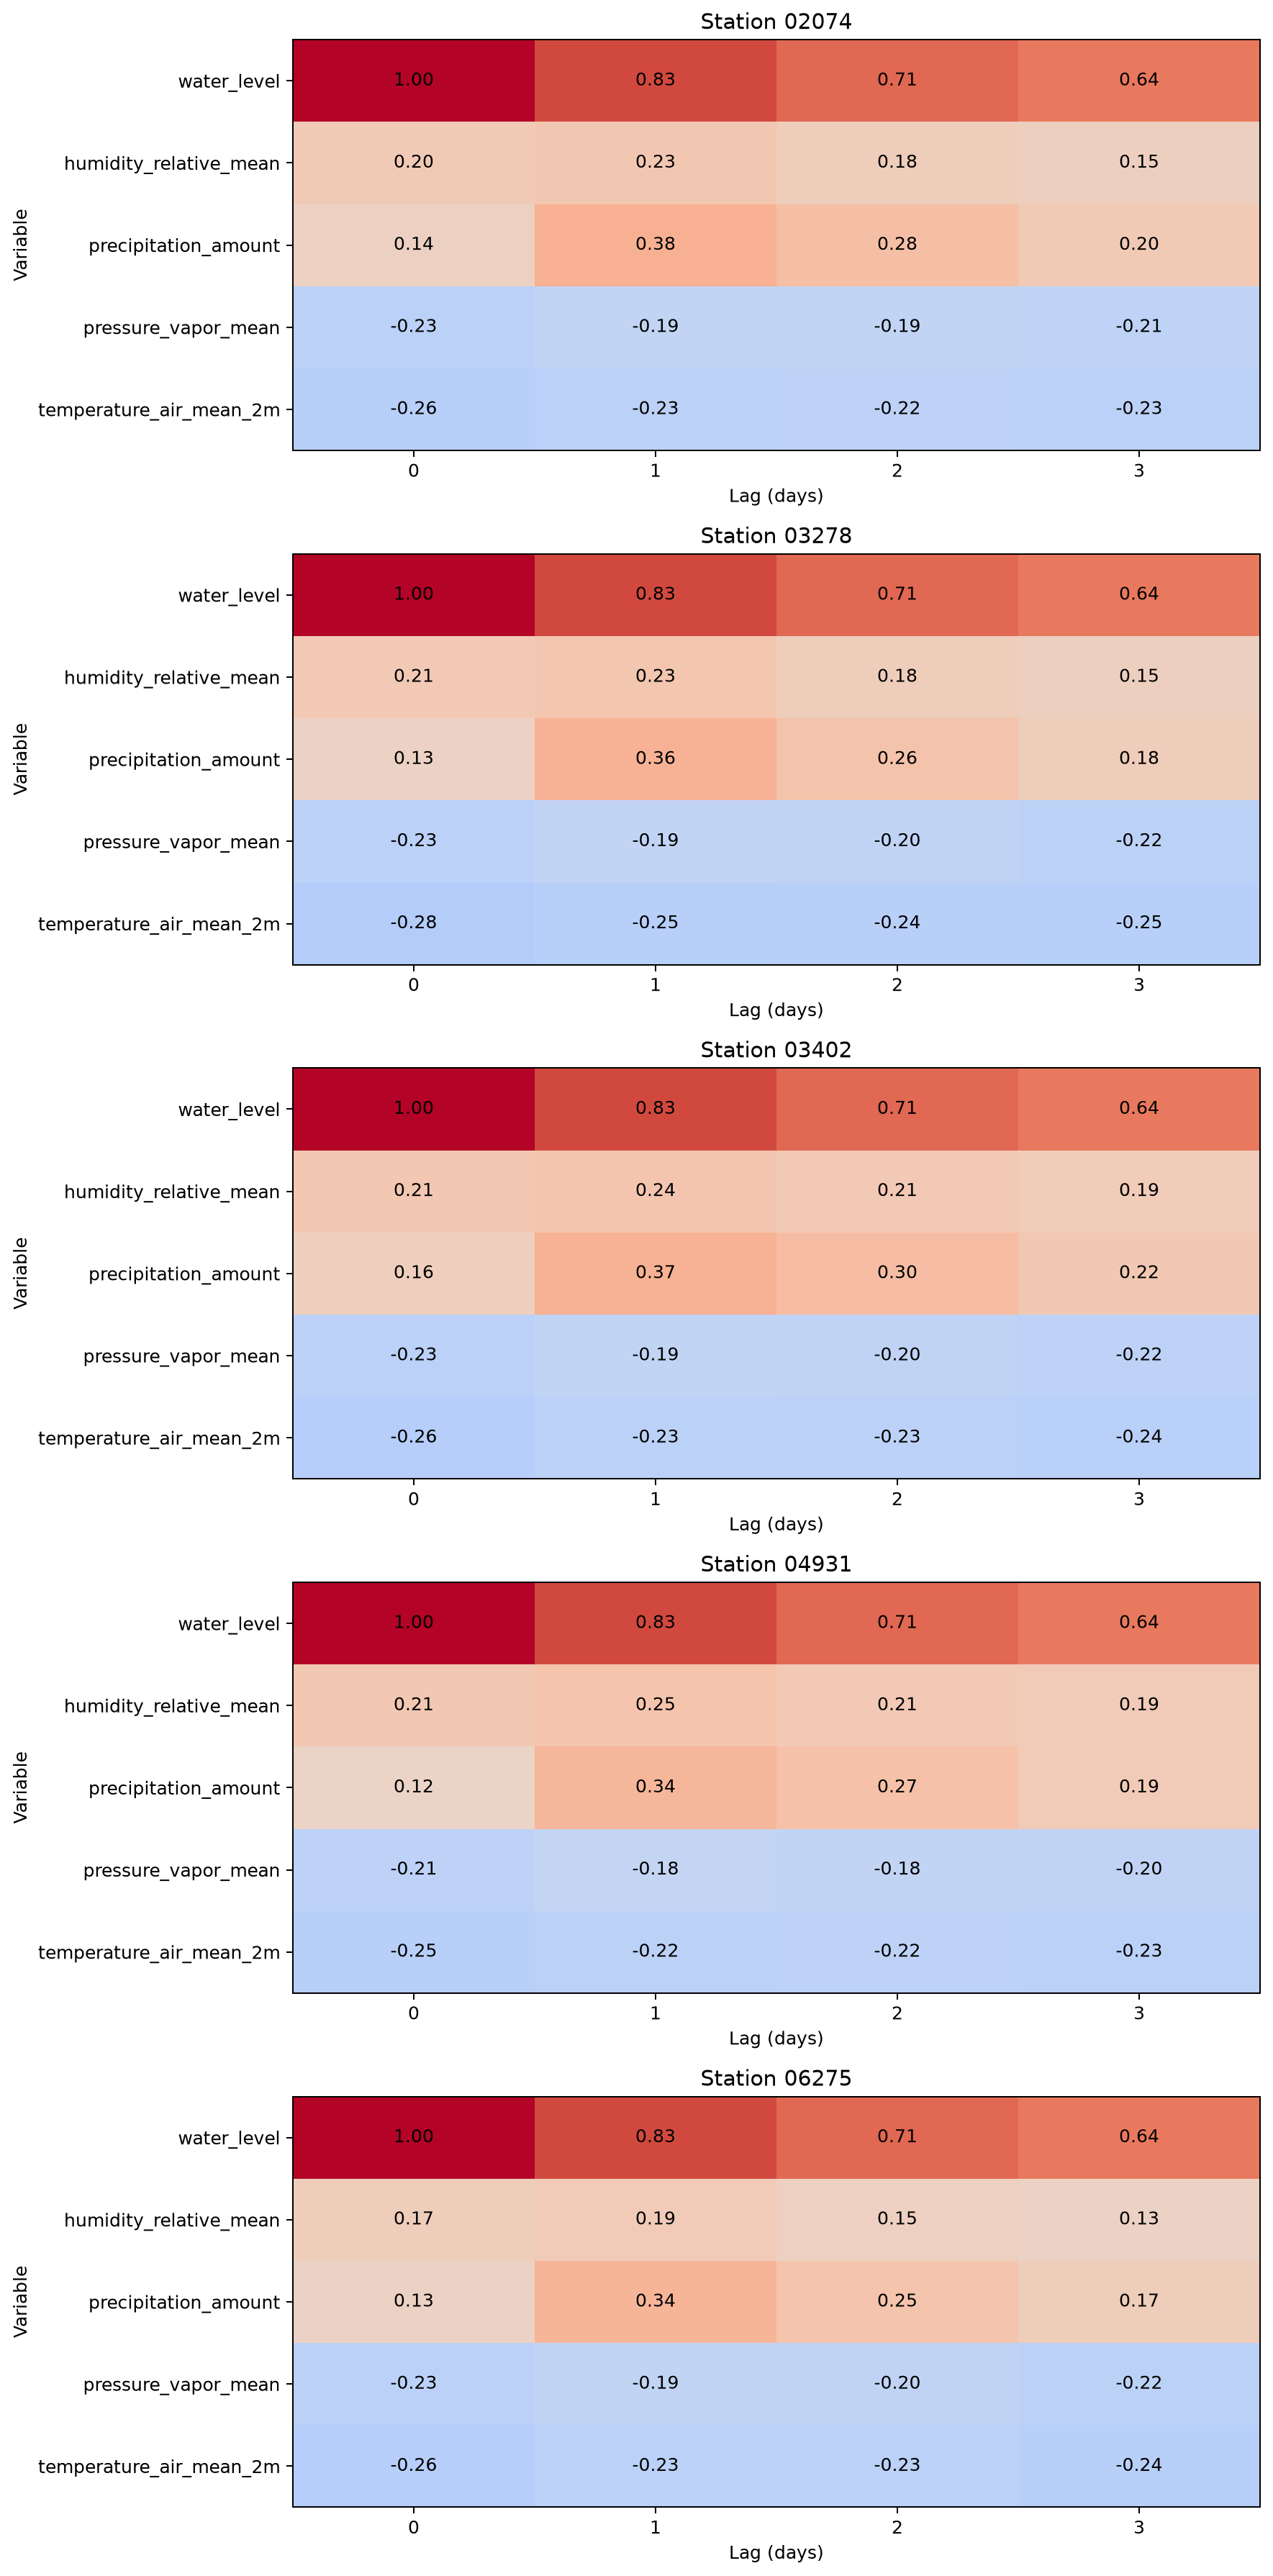 Station 02074
water_level 1.00 0.83 0.71 0.64
humidity_relative_mean 0.20 0.23 0.18 0.15
precipitation_amount 0.14 0.38 0.28 0.20
pressure_vapor_mean -0.23 -0.19 -0.19 -0.21
temperature_air_mean_2m -0.26 -0.23 -0.22 -0.23
Variable
0 1 2 3
Lag (days)
Station 03278
water_level 1.00 0.83 0.71 0.64
humidity_relative_mean 0.21 0.23 0.18 0.15
precipitation_amount 0.13 0.36 0.26 0.18
pressure_vapor_mean -0.23 -0.19 -0.20 -0.22
temperature_air_mean_2m -0.28 -0.25 -0.24 -0.25
Variable
0 1 2 3
Lag (days)
Station 03402
water_level 1.00 0.83 0.71 0.64
humidity_relative_mean 0.21 0.24 0.21 0.19
precipitation_amount 0.16 0.37 0.30 0.22
pressure_vapor_mean -0.23 -0.19 -0.20 -0.22
temperature_air_mean_2m -0.26 -0.23 -0.23 -0.24
Variable
0 1 2 3
Lag (days)
Station 04931
water_level 1.00 0.83 0.71 0.64
humidity_relative_mean 0.21 0.25 0.21 0.19
precipitation_amount 0.12 0.34 0.27 0.19
pressure_vapor_mean -0.21 -0.18 -0.18 -0.20
temperature_air_mean_2m -0.25 -0.22 -0.22 -0.23
Variable
0 1 2 3
Lag (days)
Station 06275
water_level 1.00 0.83 0.71 0.64
humidity_relative_mean 0.17 0.19 0.15 0.13
precipitation_amount 0.13 0.34 0.25 0.17
pressure_vapor_mean -0.23 -0.19 -0.20 -0.22
temperature_air_mean_2m -0.26 -0.23 -0.23 -0.24
Variable
0 1 2 3
Lag (days)